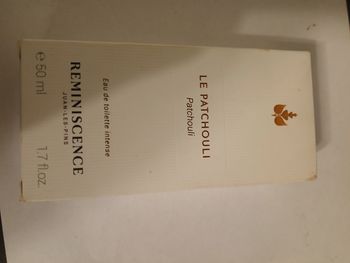 LE PATCHOULI
Patchouli
Eau de toilette intense
REMINISCENCE
JUAN-LES-PINS
℮ 50 ml 1.7 fl.oz.